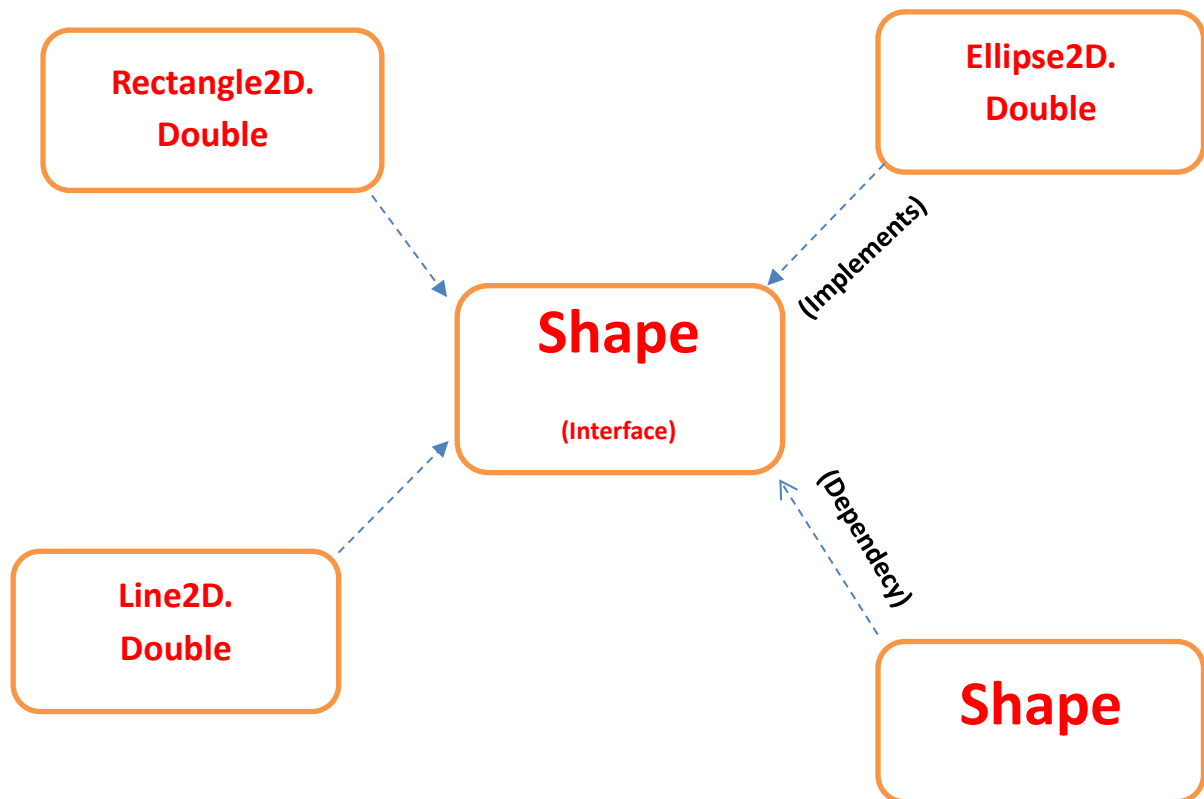 Rectangle2D.
Double
Ellipse2D.
Double
(Implements)
Shape
(Interface)
(Dependecy)
Line2D.
Double
Shape